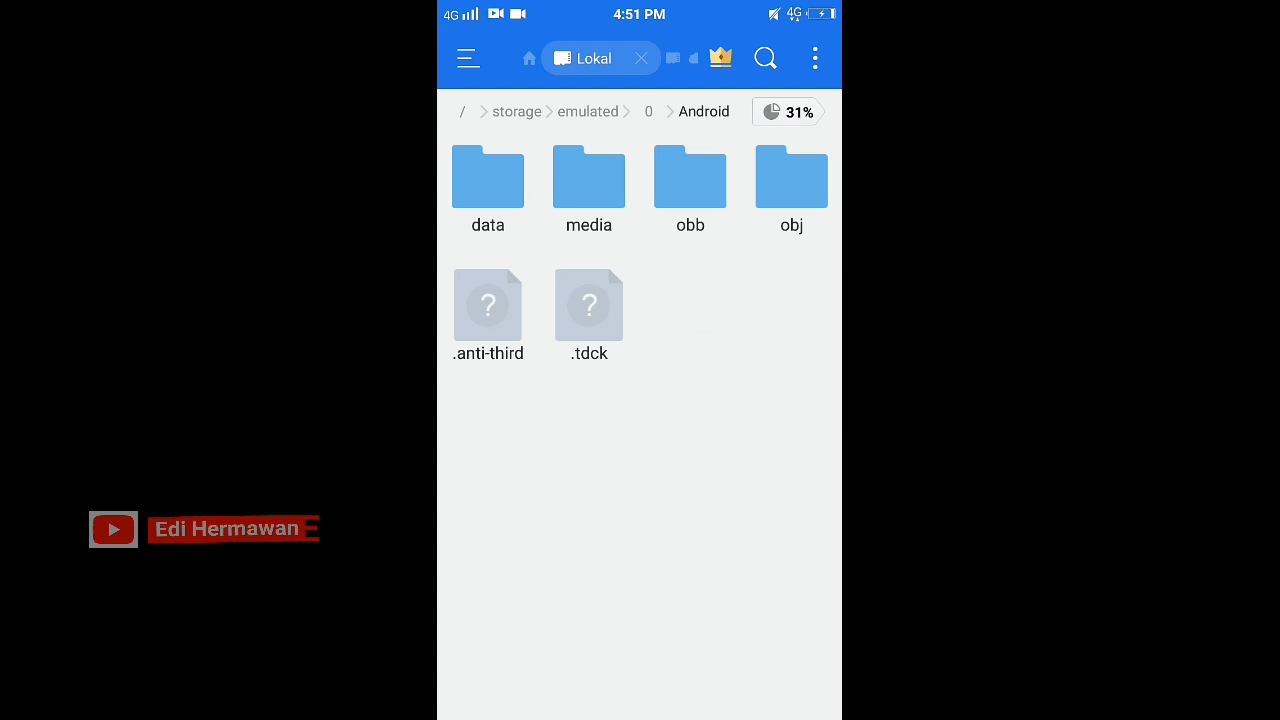 4G 4:51 PM 4G
Lokal
/ storage emulated 0 Android 31%
data media obb obj
? ?
.anti-third .tdck
Edi Hermawan